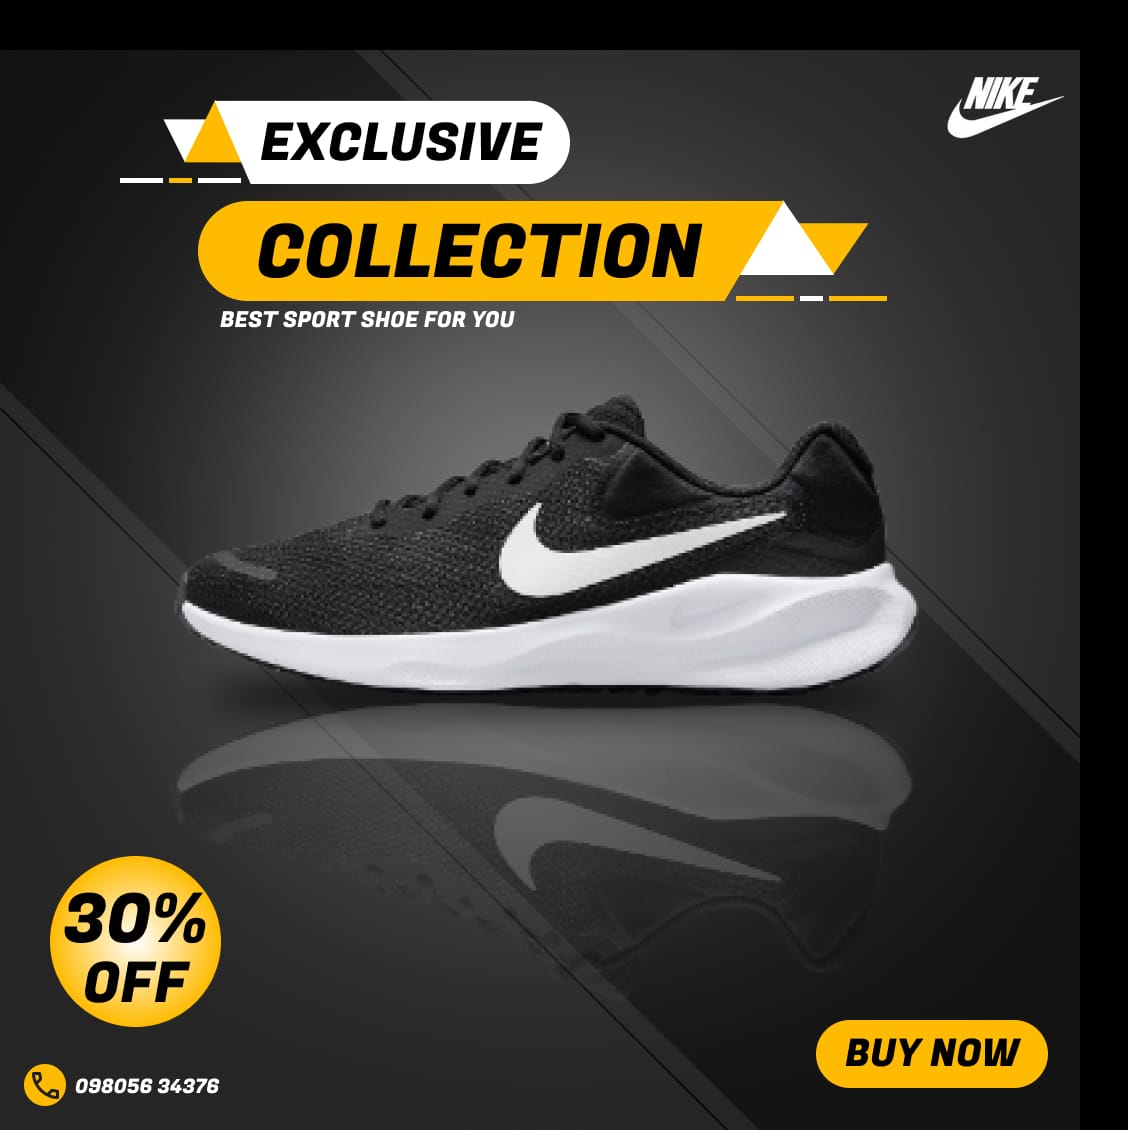 NIKE
EXCLUSIVE
COLLECTION
BEST SPORT SHOE FOR YOU
30%
OFF
BUY NOW
098056 34376